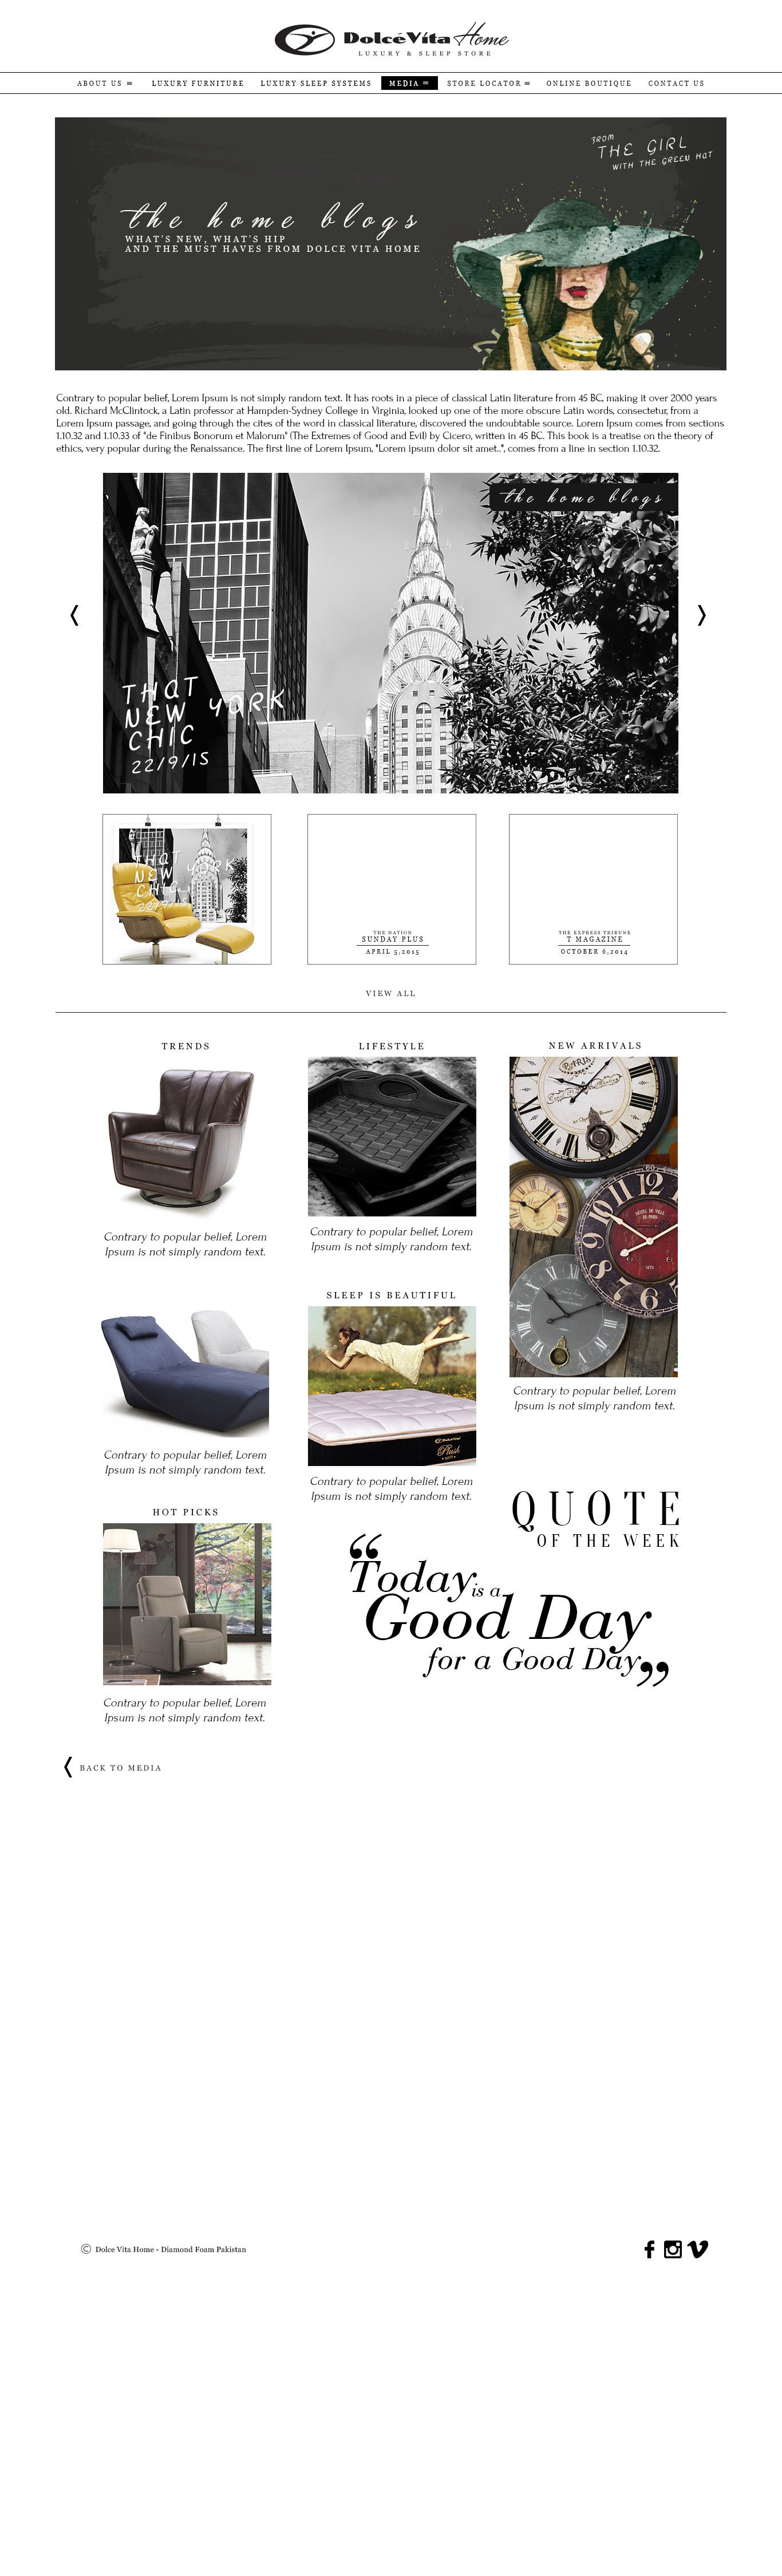 DolcéVita Home
LUXURY & SLEEP STORE
ABOUT US = LUXURY FURNITURE LUXURY SLEEP SYSTEMS MEDIA = STORE LOCATOR = ONLINE BOUTIQUE CONTACT US
FROM
THE GIRL
WITH THE GREEN HAT
the home blogs
WHAT'S NEW, WHAT'S HIP
AND THE MUST HAVES FROM DOLCE VITA HOME
Contrary to popular belief, Lorem Ipsum is not simply random text. It has roots in a piece of classical Latin literature from 45 BC, making it over 2000 years
old. Richard McClintock, a Latin professor at Hampden-Sydney College in Virginia, looked up one of the more obscure Latin words, consectetur, from a
Lorem Ipsum passage, and going through the cites of the word in classical literature, discovered the undoubtable source. Lorem Ipsum comes from sections
1.10.32 and 1.10.33 of "de Finibus Bonorum et Malorum" (The Extremes of Good and Evil) by Cicero, written in 45 BC. This book is a treatise on the theory of
ethics, very popular during the Renaissance. The first line of Lorem Ipsum, "Lorem ipsum dolor sit amet..", comes from a line in section 1.10.32.
the home blogs
THAT
NEW YORK
CHIC
22/9/15
THAT
NEW YORK
CHIC
22/9/15
THE NATION
SUNDAY PLUS
APRIL 5,2015
THE EXPRESS TRIBUNE
T MAGAZINE
OCTOBER 6,2014
VIEW ALL
TRENDS
Contrary to popular belief, Lorem
Ipsum is not simply random text.
Contrary to popular belief, Lorem
Ipsum is not simply random text.
HOT PICKS
Contrary to popular belief, Lorem
Ipsum is not simply random text.
LIFESTYLE
Contrary to popular belief, Lorem
Ipsum is not simply random text.
SLEEP IS BEAUTIFUL
Plush
Contrary to popular belief, Lorem
Ipsum is not simply random text.
NEW ARRIVALS
PARIS
HÔTEL DE VILLE
DE PARIS
Contrary to popular belief, Lorem
Ipsum is not simply random text.
QUOTE
OF THE WEEK
“Today is a
Good Day
for a Good Day”
BACK TO MEDIA
© Dolce Vita Home - Diamond Foam Pakistan